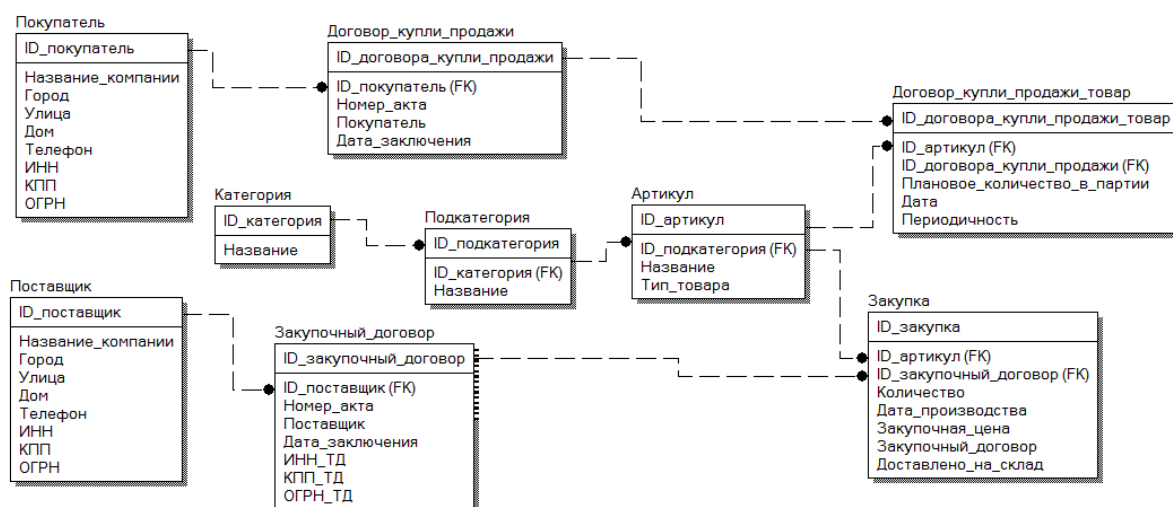 Покупатель
ID_покупатель
Название_компании
Город
Улица
Дом
Телефон
ИНН
КПП
ОГРН
Договор_купли_продажи
ID_договора_купли_продажи
ID_покупатель (FK)
Номер_акта
Покупатель
Дата_заключения
Договор_купли_продажи_товар
ID_договора_купли_продажи_товар
ID_артикул (FK)
ID_договора_купли_продажи (FK)
Плановое_количество_в_партии
Дата
Периодичность
Категория
ID_категория
Название
Подкатегория
ID_подкатегория
ID_категория (FK)
Название
Артикул
ID_артикул
ID_подкатегория (FK)
Название
Тип_товара
Поставщик
ID_поставщик
Название_компании
Город
Улица
Дом
Телефон
ИНН
КПП
ОГРН
Закупочный_договор
ID_закупочный_договор
ID_поставщик (FK)
Номер_акта
Поставщик
Дата_заключения
ИНН_ТД
КПП_ТД
ОГРН_ТД
Закупка
ID_закупка
ID_артикул (FK)
ID_закупочный_договор (FK)
Количество
Дата_производства
Закупочная_цена
Закупочный_договор
Доставлено_на_склад